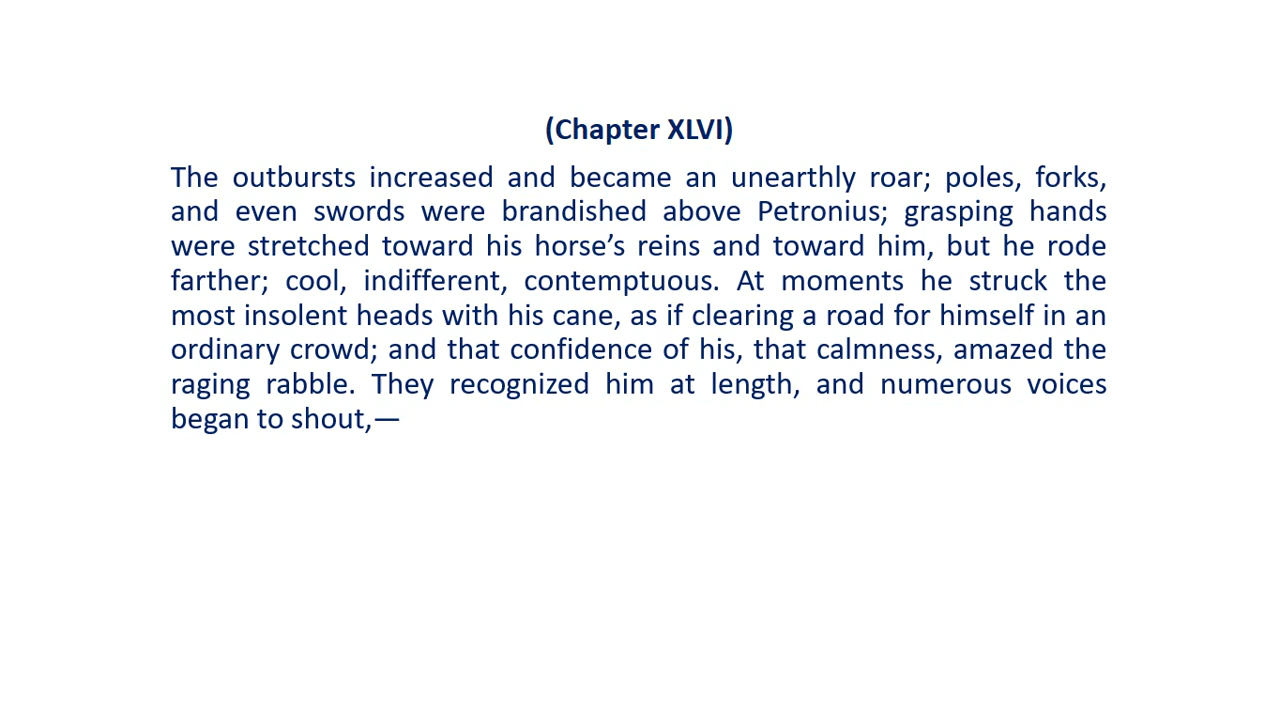 (Chapter XLVI)
The outbursts increased and became an unearthly roar; poles, forks,
and even swords were brandished above Petronius; grasping hands
were stretched toward his horse’s reins and toward him, but he rode
farther; cool, indifferent, contemptuous. At moments he struck the
most insolent heads with his cane, as if clearing a road for himself in an
ordinary crowd; and that confidence of his, that calmness, amazed the
raging rabble. They recognized him at length, and numerous voices
began to shout,—